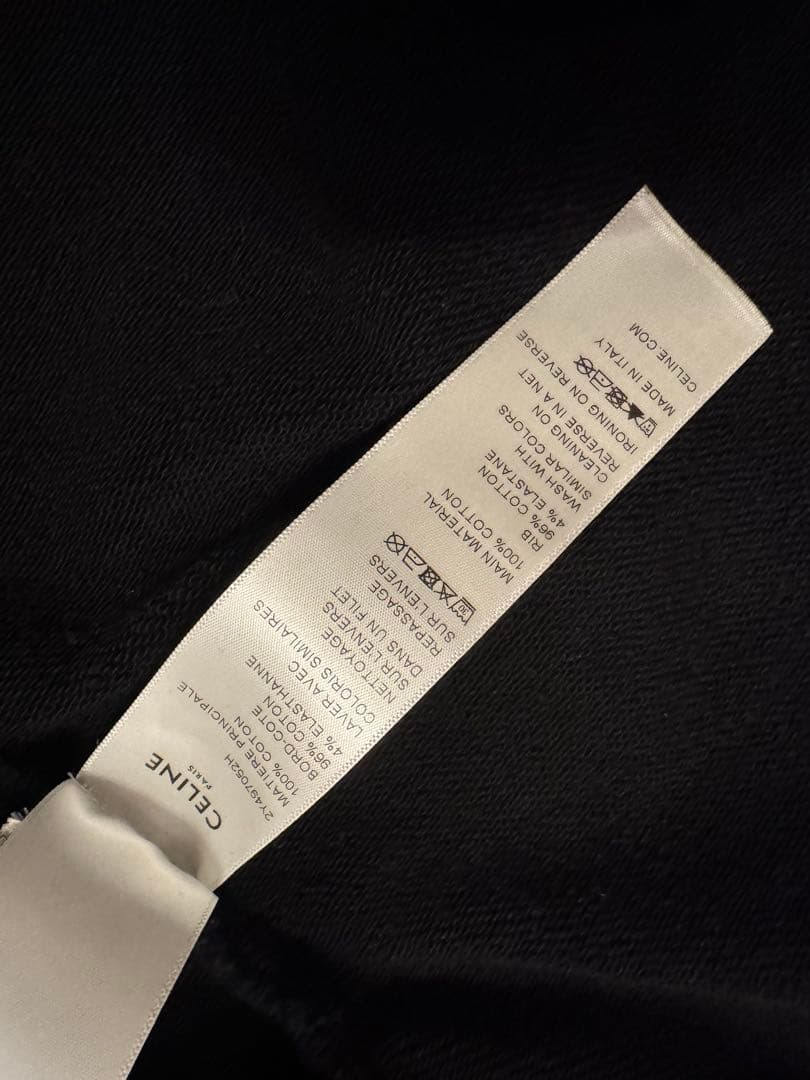 CELINE
PARIS
2Y497052H
MATIERE PRINCIPALE
100% COTON
BORD-COTE
96% COTON
4% ELASTHANNE
LAVER AVEC
COLORIS SIMILAIRES
NETTOYAGE
SUR L'ENVERS
DANS UN FILET
REPASSAGE
SUR L'ENVERS
30
MAIN MATERIAL
100% COTTON
RIB
96% COTTON
4% ELASTANE
WASH WITH
SIMILAR COLORS
CLEANING ON
REVERSE IN A NET
IRONING ON REVERSE
MADE IN ITALY
CELINE.COM